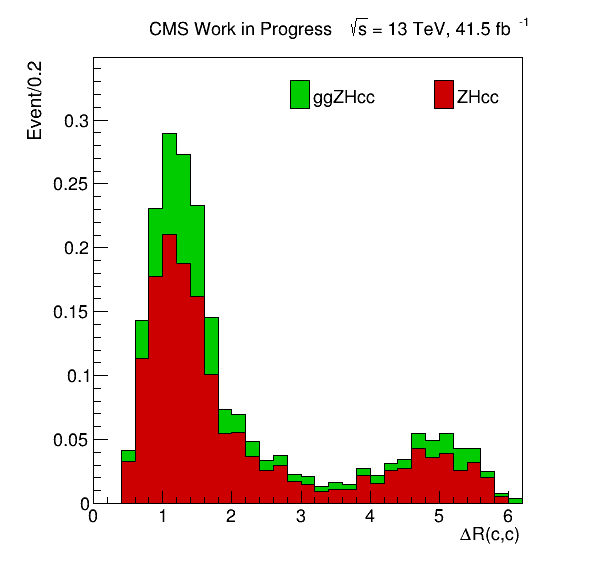 CMS Work in Progress √s = 13 TeV, 41.5 fb⁻¹
Event/0.2
ggZHcc ZHcc
0.3
0.25
0.2
0.15
0.1
0.05
0
0 1 2 3 4 5 6
ΔR(c,c)